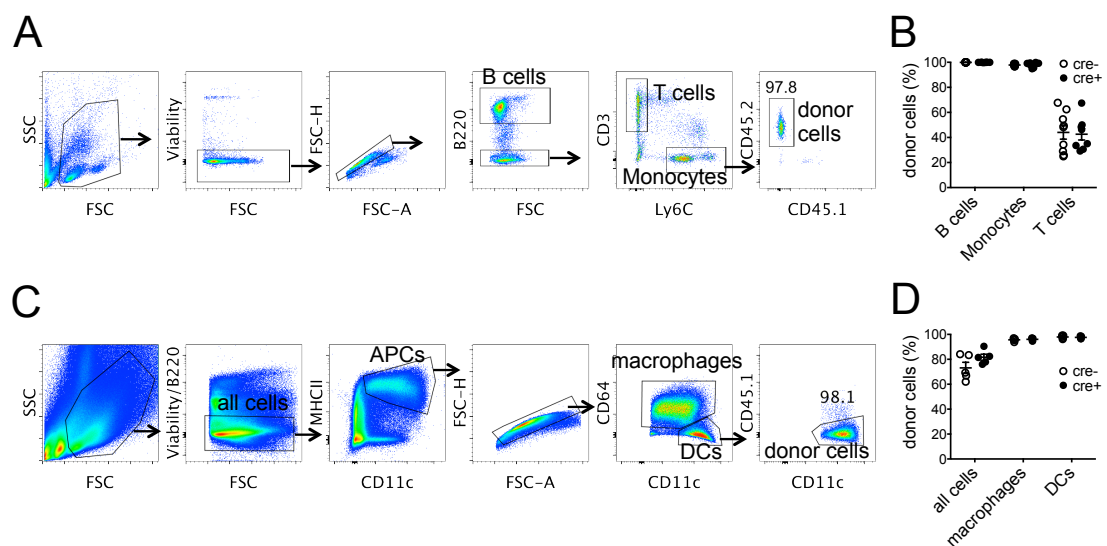 A
SSC
FSC
Viability
FSC
FSC-H
FSC-A
B220
B cells
FSC
CD3
T cells
Monocytes
Ly6C
CD45.2
97.8
donor
cells
CD45.1
B
donor cells (%)
100
80
60
40
20
0
cre-
cre+
B cells
Monocytes
T cells
C
SSC
FSC
Viability/B220
all cells
FSC
MHCII
APCs
CD11c
FSC-H
FSC-A
CD64
macrophages
DCs
CD11c
CD45.1
98.1
donor cells
CD11c
D
donor cells (%)
100
80
60
40
20
0
cre-
cre+
all cells
macrophages
DCs